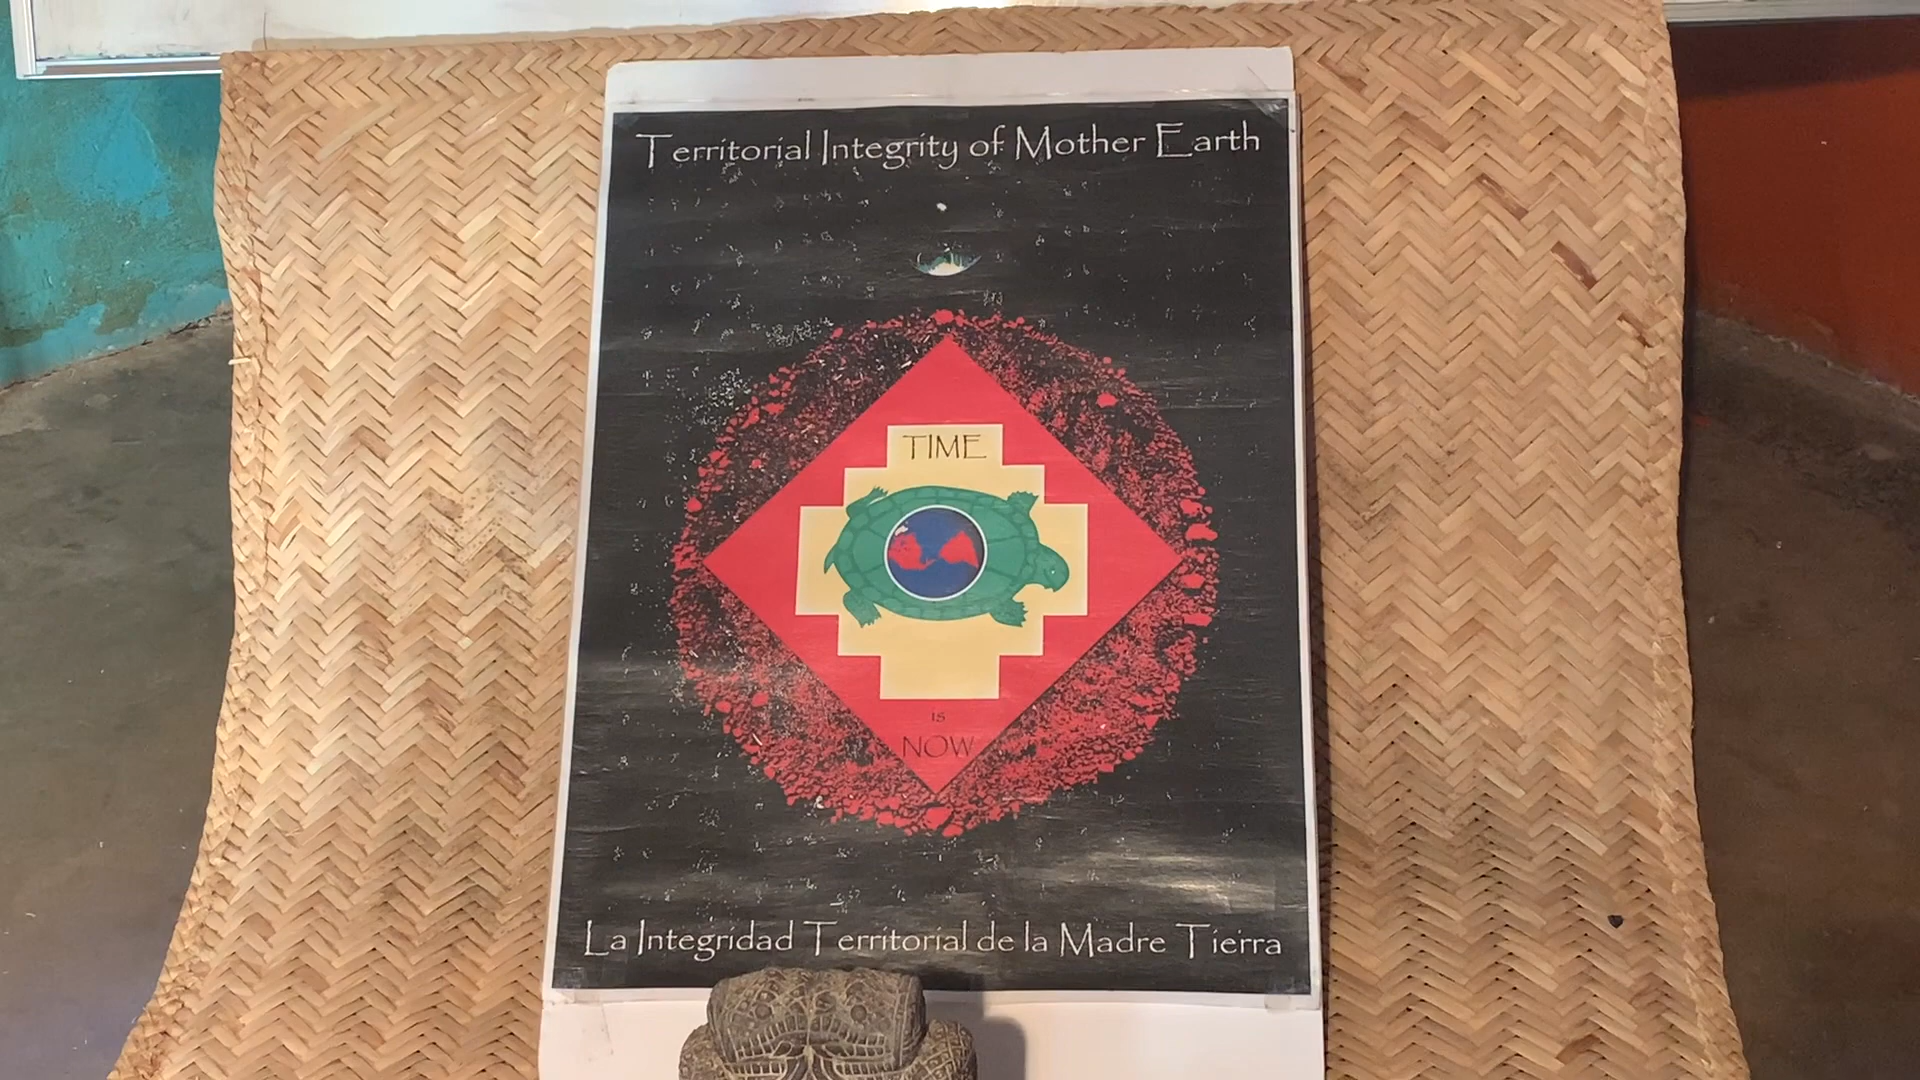 Territorial Integrity of Mother Earth
TIME
is
NOW
La Integridad Territorial de la Madre Tierra